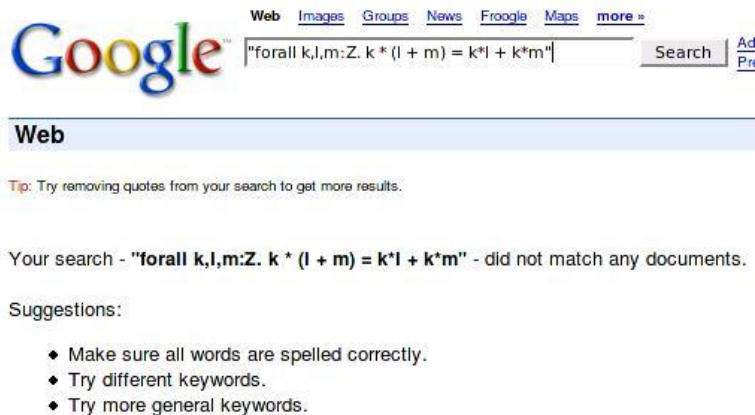 Web Images Groups News Froogle Maps more »
Google™
"forall k,l,m:Z. k * (l + m) = k*l + k*m" Search
Web
Tip: Try removing quotes from your search to get more results.
Your search - "forall k,l,m:Z. k * (l + m) = k*l + k*m" - did not match any documents.
Suggestions:
• Make sure all words are spelled correctly.
• Try different keywords.
• Try more general keywords.